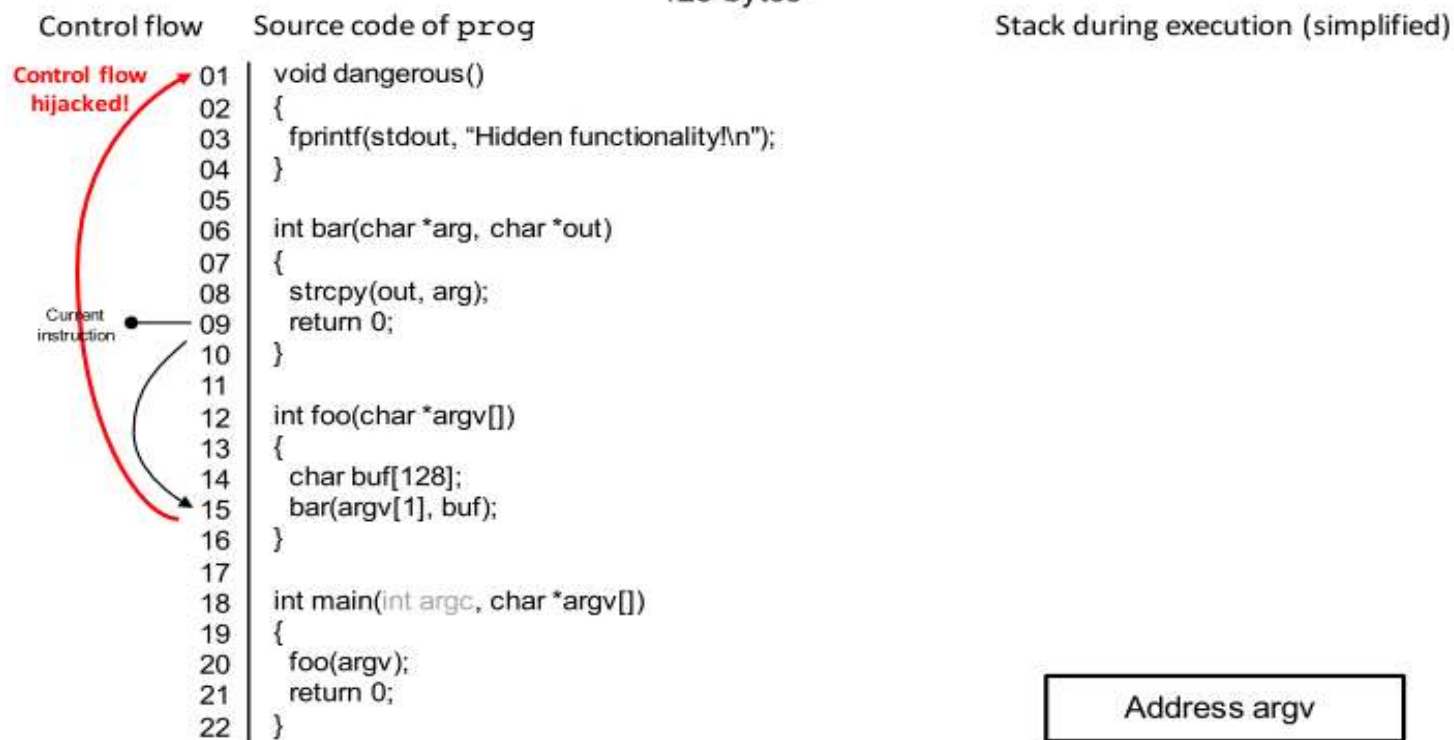 Control flow Source code of prog Stack during execution (simplified)
Control flow
hijacked!
01 void dangerous()
02 {
03 fprintf(stdout, “Hidden functionality!\n");
04 }
05
06 int bar(char *arg, char *out)
07 {
08 strcpy(out, arg);
Current
instruction
09 return 0;
10 }
11
12 int foo(char *argv[])
13 {
14 char buf[128];
15 bar(argv[1], buf);
16 }
17
18 int main(int argc, char *argv[])
19 {
20 foo(argv);
21 return 0;
22 }
Address argv